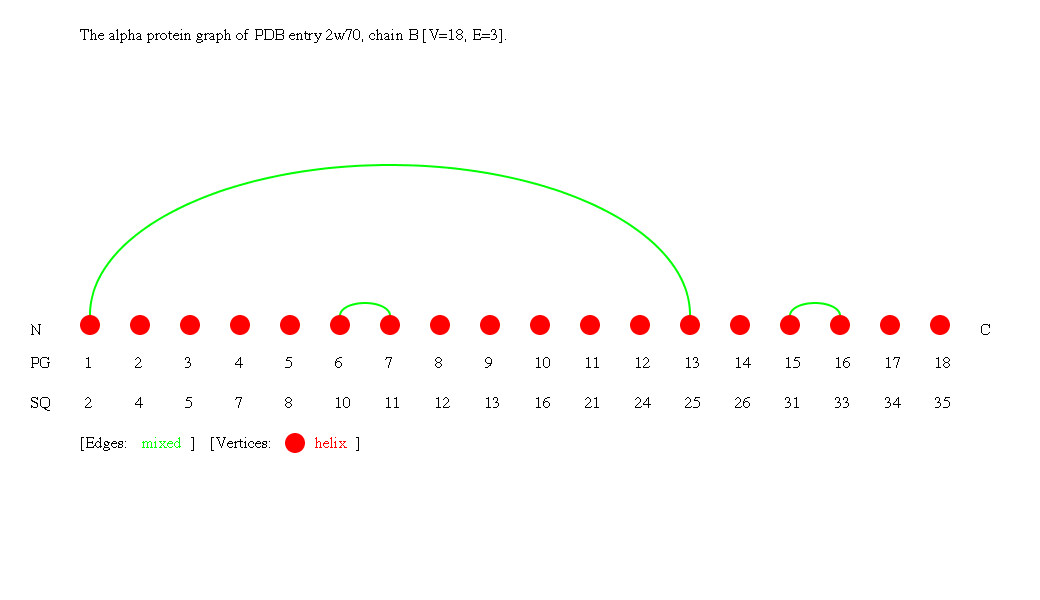 The alpha protein graph of PDB entry 2w70, chain B [V=18, E=3].
N C
PG 1 2 3 4 5 6 7 8 9 10 11 12 13 14 15 16 17 18
SQ 2 4 5 7 8 10 11 12 13 16 21 24 25 26 31 33 34 35
[Edges: mixed ] [Vertices: helix ]